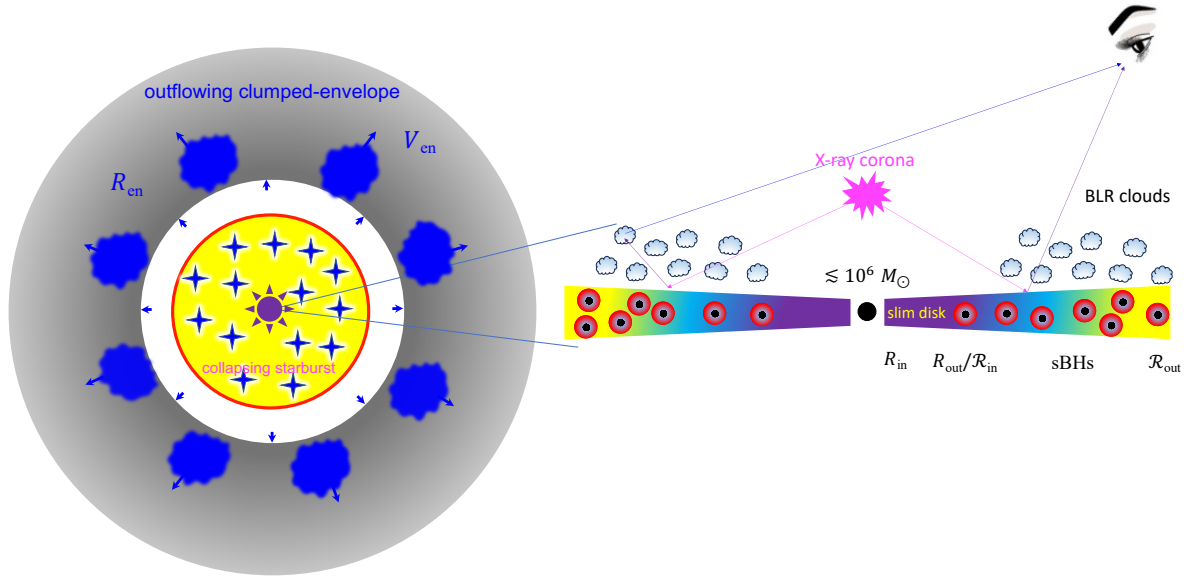 outflowing clumped-envelope
V_en
R_en
collapsing starburst
X-ray corona
BLR clouds
≲ 10^6 M_⊙
slim disk
R_in
R_out/ℛ_in
sBHs
ℛ_out